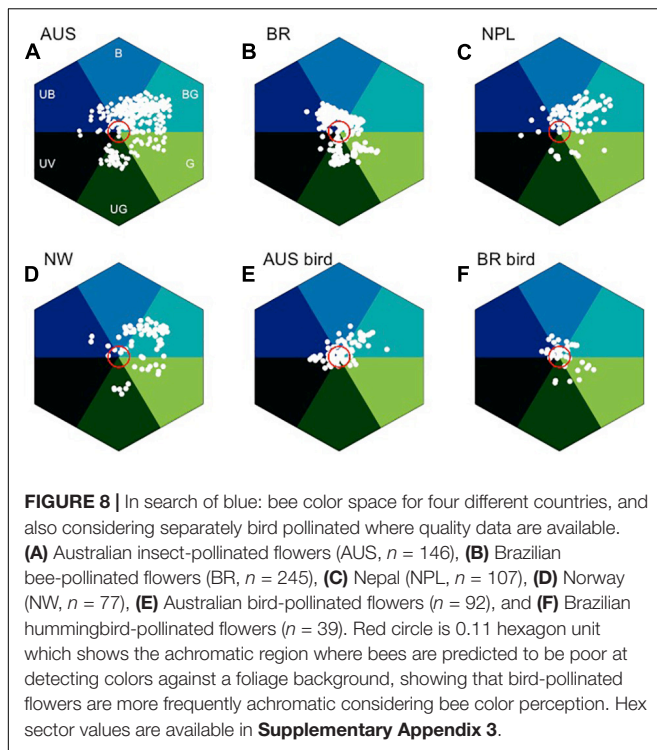 AUS
BR
NPL
A
B
C
B
UB
BG
UV
G
UG
NW
AUS bird
BR bird
D
E
F
FIGURE 8 | In search of blue: bee color space for four different countries, and
also considering separately bird pollinated where quality data are available.
(A) Australian insect-pollinated flowers (AUS, n = 146), (B) Brazilian
bee-pollinated flowers (BR, n = 245), (C) Nepal (NPL, n = 107), (D) Norway
(NW, n = 77), (E) Australian bird-pollinated flowers (n = 92), and (F) Brazilian
hummingbird-pollinated flowers (n = 39). Red circle is 0.11 hexagon unit
which shows the achromatic region where bees are predicted to be poor at
detecting colors against a foliage background, showing that bird-pollinated
flowers are more frequently achromatic considering bee color perception. Hex
sector values are available in Supplementary Appendix 3.